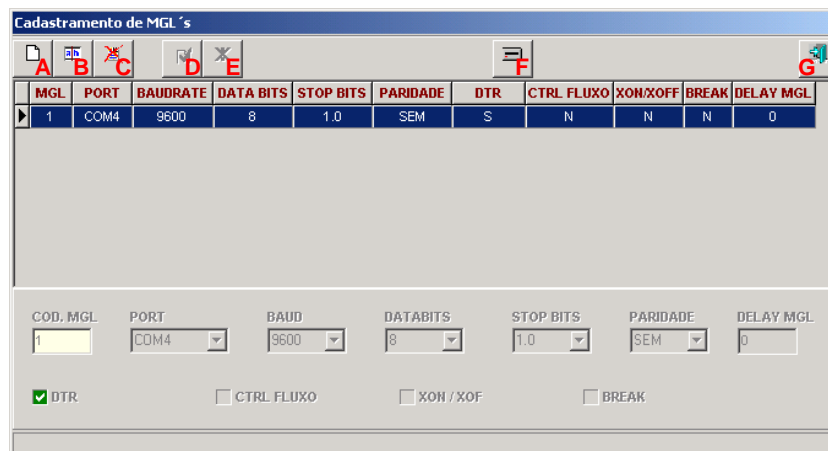 Cadastramento de MGL´s
A B C D E F G
MGL PORT BAUDRATE DATA BITS STOP BITS PARIDADE DTR CTRL FLUXO XON/XOFF BREAK DELAY MGL
1 COM4 9600 8 1.0 SEM S N N N 0
COD. MGL PORT BAUD DATABITS STOP BITS PARIDADE DELAY MGL
1 COM4 9600 8 1.0 SEM 0
DTR CTRL FLUXO XON / XOF BREAK